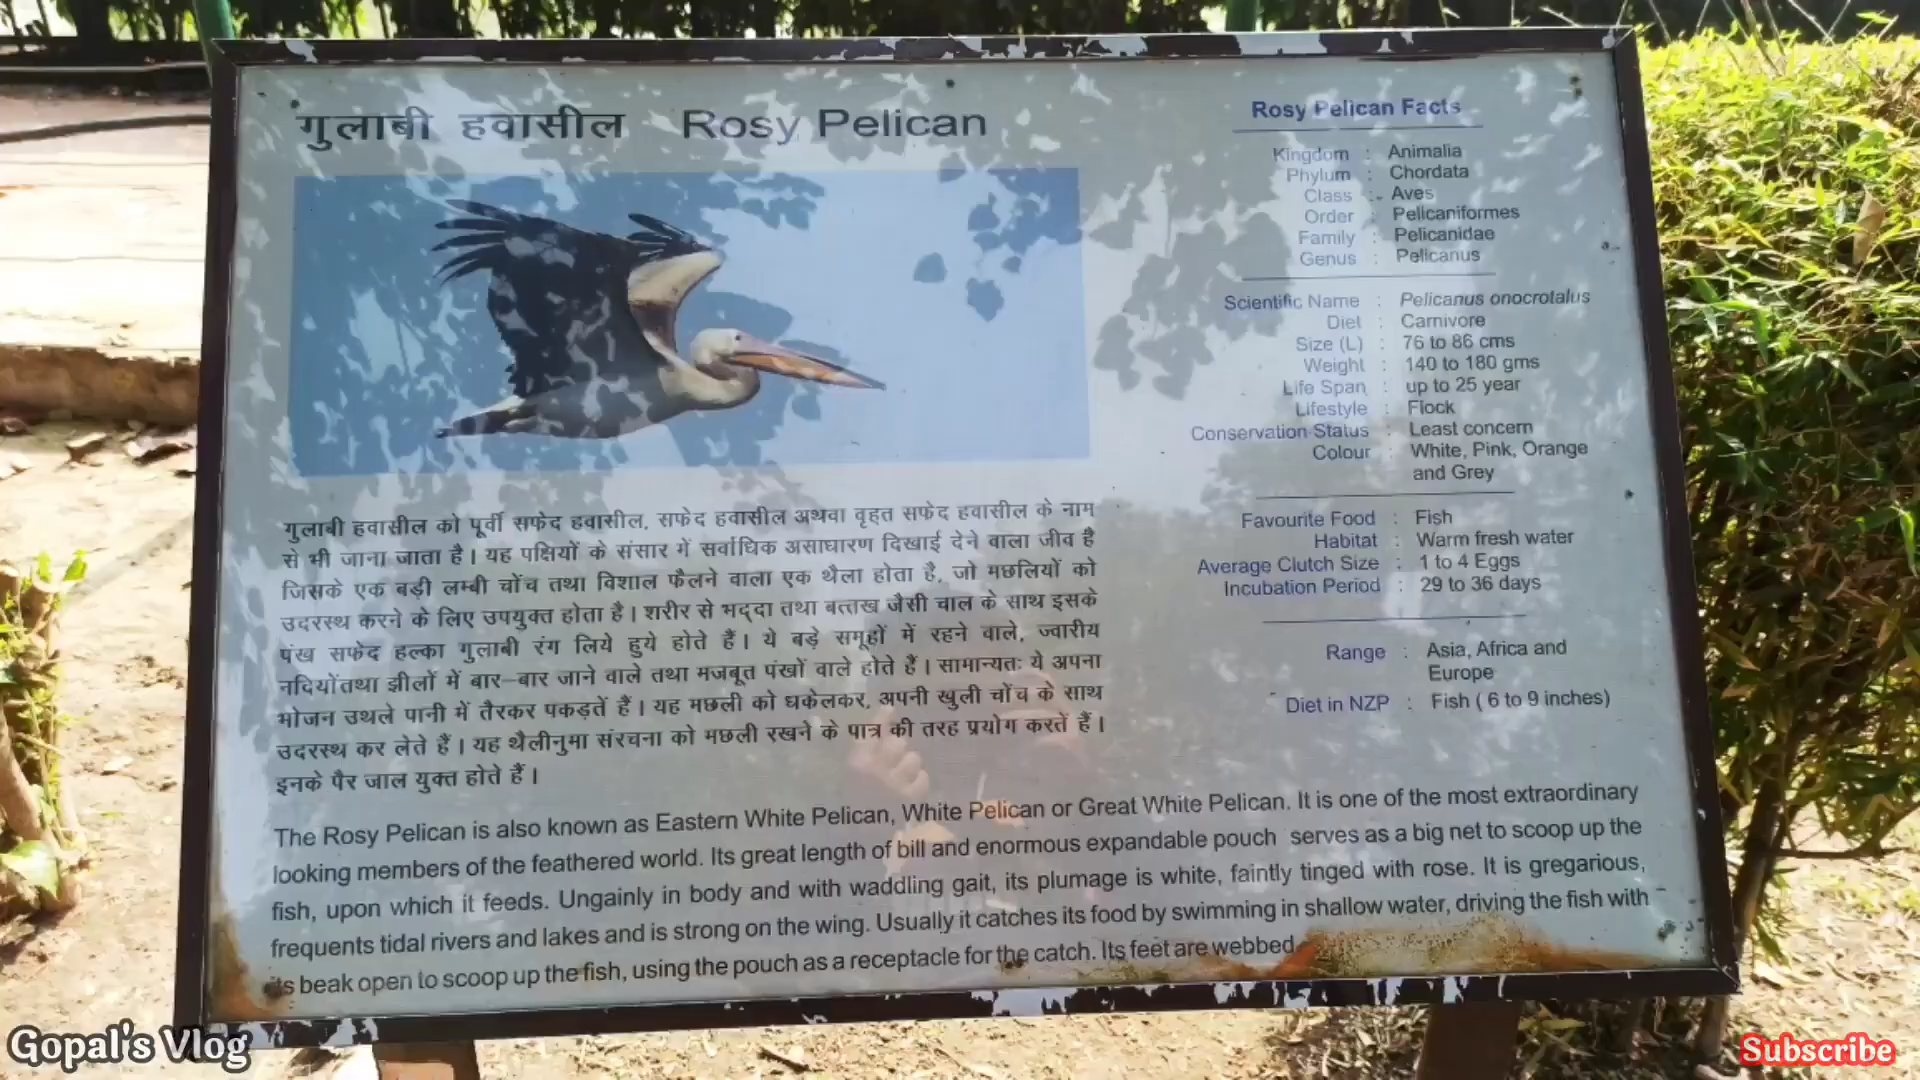 गुलाबी हवासील Rosy Pelican
गुलाबी हवासील को पूर्वी सफेद हवासील, सफेद हवासील अथवा वृहत सफेद हवासील के नाम
से भी जाना जाता है। यह पक्षियों के संसार में सर्वाधिक असाधारण दिखाई देने वाला जीव है
जिसके एक बड़ी लम्बी चोंच तथा विशाल फैलने वाला एक थैला होता है, जो मछलियों को
उदरस्थ करने के लिए उपयुक्त होता है। शरीर से भद्दा तथा बत्तख जैसी चाल के साथ इसके
पंख सफेद हल्का गुलाबी रंग लिये हुये होते हैं। ये बड़े समूहों में रहने वाले, ज्वारीय
नदियोंतथा झीलों में बार–बार जाने वाले तथा मजबूत पंखों वाले होते हैं। सामान्यतः ये अपना
भोजन उथले पानी में तैरकर पकड़तें हैं। यह मछली को धकेलकर, अपनी खुली चोंच के साथ
उदरस्थ कर लेते हैं। यह थैलीनुमा संरचना को मछली रखने के पात्र की तरह प्रयोग करतें हैं।
इनके पैर जाल युक्त होते हैं।
Rosy Pelican Facts
Kingdom : Animalia
Phylum : Chordata
Class : Aves
Order : Pelicaniformes
Family : Pelicanidae
Genus : Pelicanus
Scientific Name : Pelicanus onocrotalus
Diet : Carnivore
Size (L) : 76 to 86 cms
Weight : 140 to 180 gms
Life Span : up to 25 year
Lifestyle : Flock
Conservation Status : Least concern
Colour : White, Pink, Orange
and Grey
Favourite Food : Fish
Habitat : Warm fresh water
Average Clutch Size : 1 to 4 Eggs
Incubation Period : 29 to 36 days
Range : Asia, Africa and
Europe
Diet in NZP : Fish ( 6 to 9 inches)
The Rosy Pelican is also known as Eastern White Pelican, White Pelican or Great White Pelican. It is one of the most extraordinary
looking members of the feathered world. Its great length of bill and enormous expandable pouch serves as a big net to scoop up the
fish, upon which it feeds. Ungainly in body and with waddling gait, its plumage is white, faintly tinged with rose. It is gregarious,
frequents tidal rivers and lakes and is strong on the wing. Usually it catches its food by swimming in shallow water, driving the fish with
its beak open to scoop up the fish, using the pouch as a receptacle for the catch. Its feet are webbed
Gopal's Vlog
Subscribe